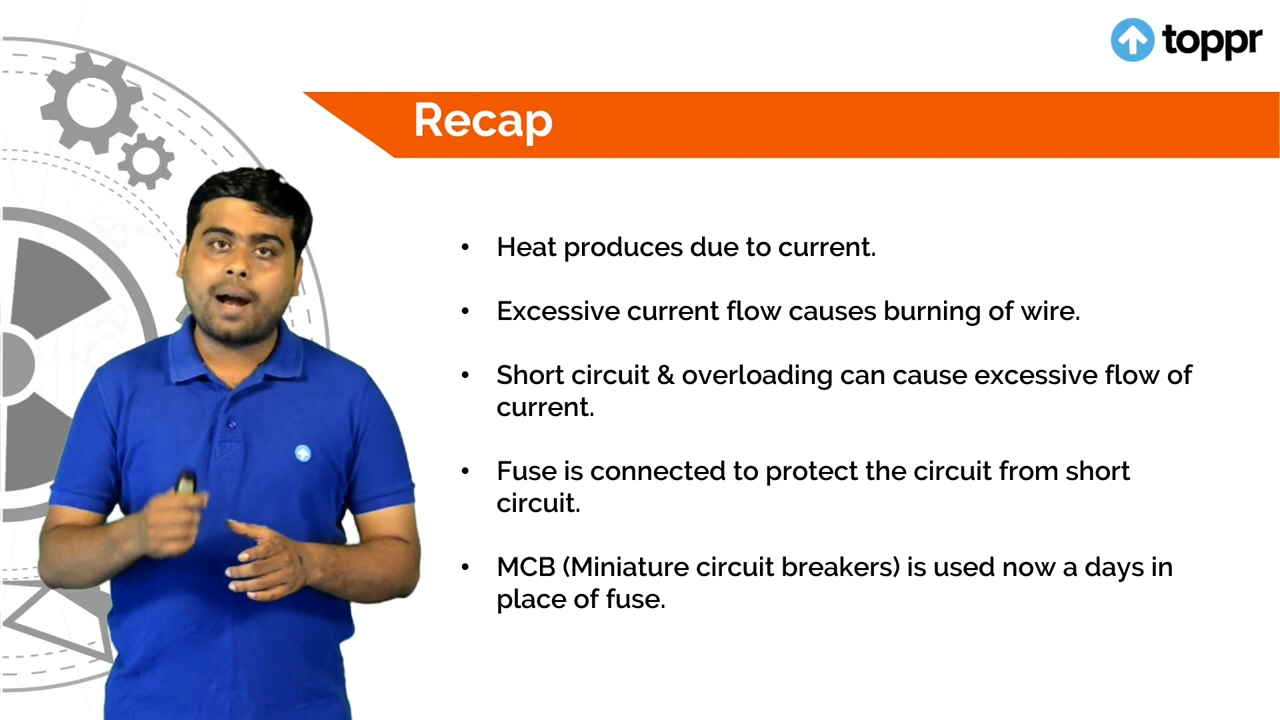 toppr
Recap
• Heat produces due to current.
• Excessive current flow causes burning of wire.
• Short circuit & overloading can cause excessive flow of
current.
• Fuse is connected to protect the circuit from short
circuit.
• MCB (Miniature circuit breakers) is used now a days in
place of fuse.